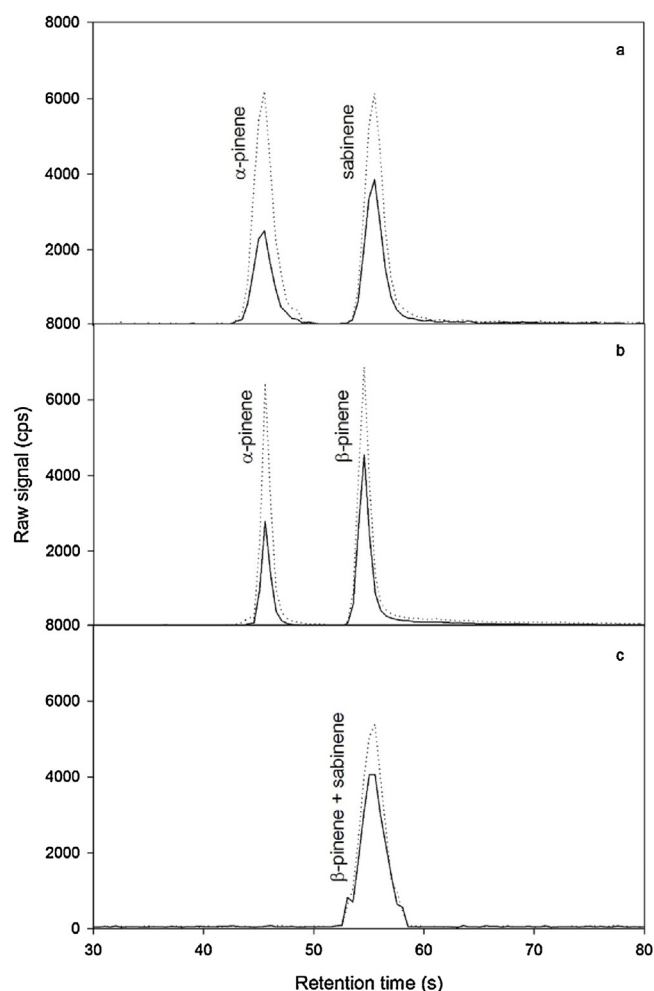 8000
a
6000
α-pinene
sabinene
4000
2000
8000
b
6000
α-pinene
β-pinene
4000
2000
Raw signal (cps)
8000
c
6000
β-pinene + sabinene
4000
2000
0
30 40 50 60 70 80
Retention time (s)